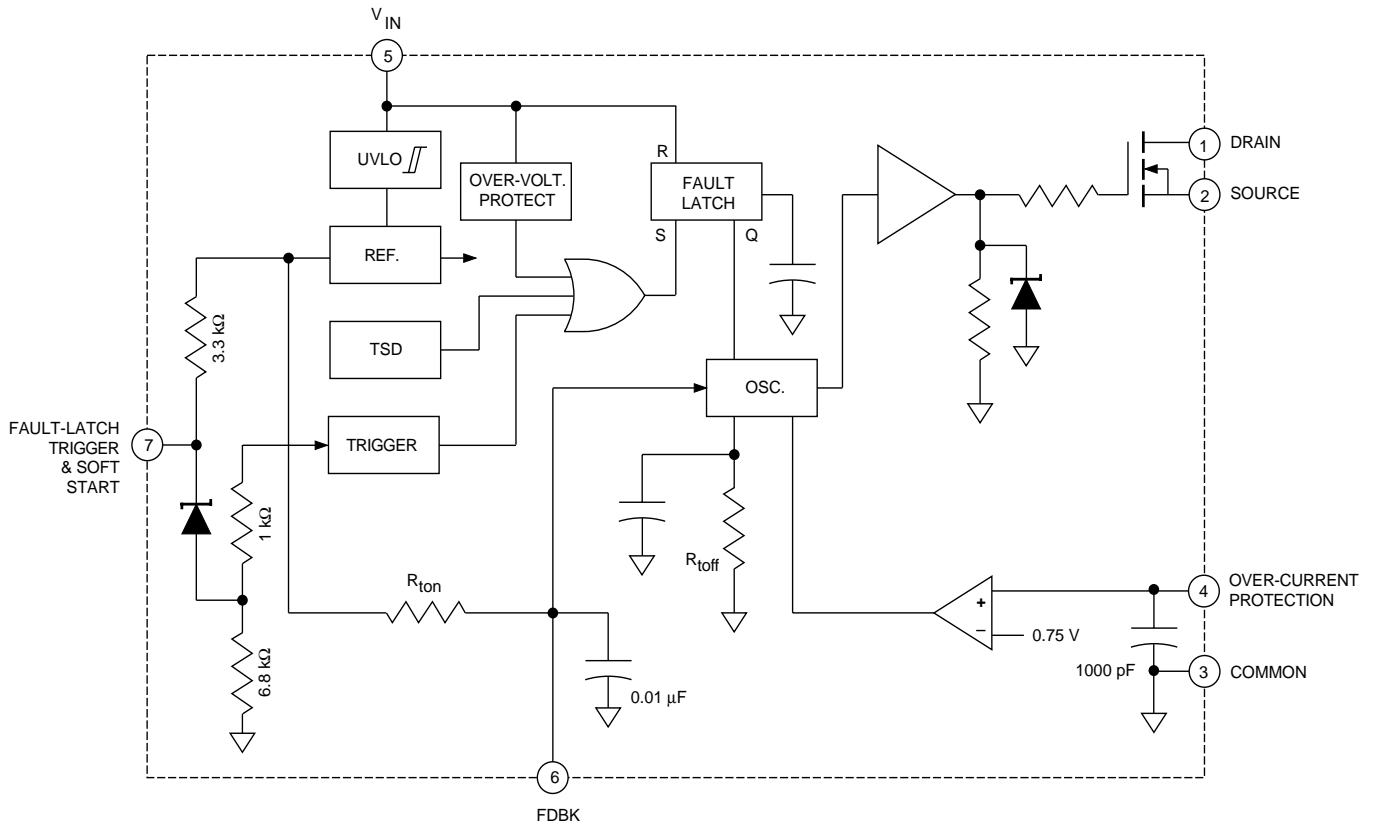 V IN
5
UVLO
OVER-VOLT.
PROTECT
R
FAULT
LATCH
S
Q
1
DRAIN
2
SOURCE
REF.
3.3 kΩ
TSD
OSC.
FAULT-LATCH
TRIGGER
& SOFT
START
7
TRIGGER
1 kΩ
Rtoff
Rton
6.8 kΩ
0.01 µF
+
–
0.75 V
4
OVER-CURRENT
PROTECTION
1000 pF
3
COMMON
6
FDBK